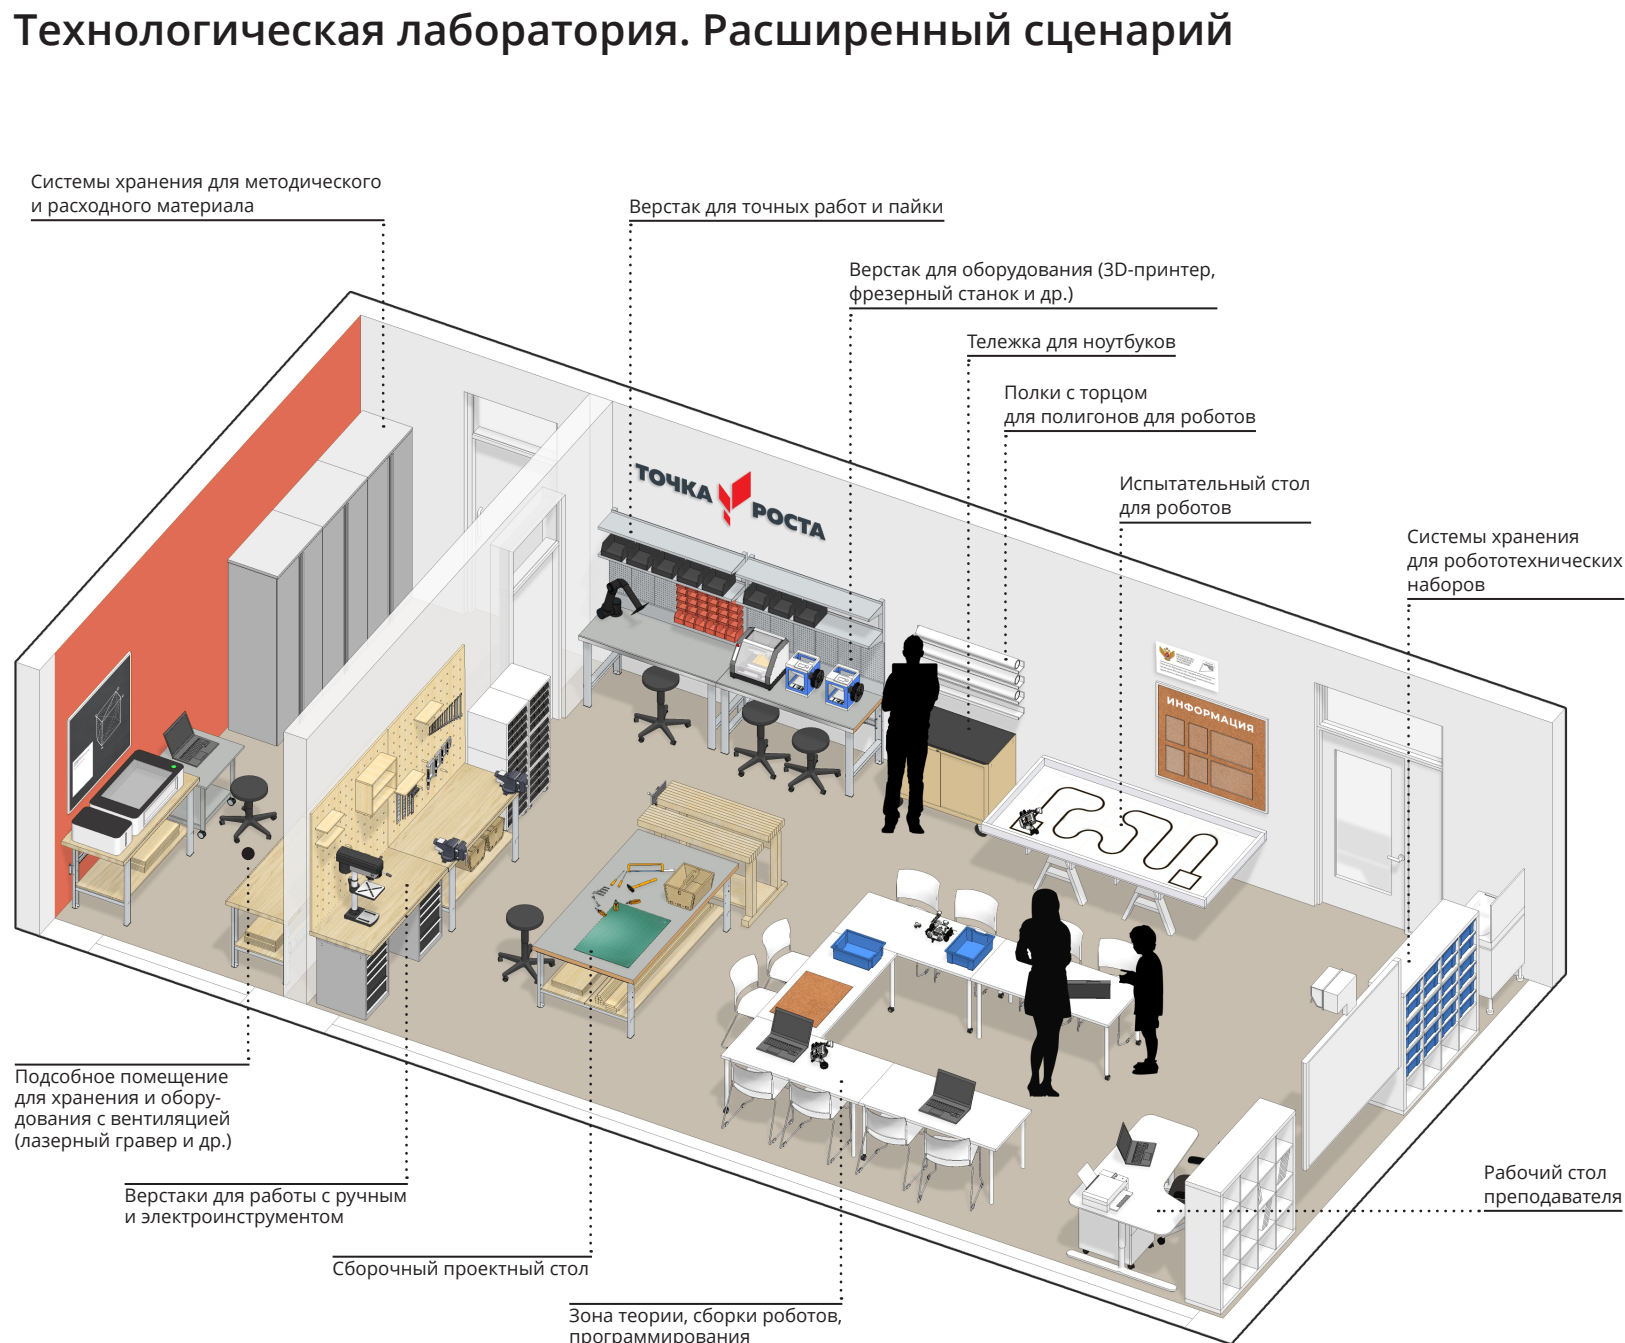 Технологическая лаборатория. Расширенный сценарий
Системы хранения для методического
и расходного материала
Верстак для точных работ и пайки
Верстак для оборудования (3D-принтер,
фрезерный станок и др.)
Тележка для ноутбуков
Полки с торцом
для полигонов для роботов
Испытательный стол
для роботов
Системы хранения
для робототехнических
наборов
ТОЧКА
РОСТА
ИНФОРМАЦИЯ
Подсобное помещение
для хранения и обору-
дования с вентиляцией
(лазерный гравер и др.)
Верстаки для работы с ручным
и электроинструментом
Сборочный проектный стол
Зона теории, сборки роботов,
программирования
Рабочий стол
преподавателя